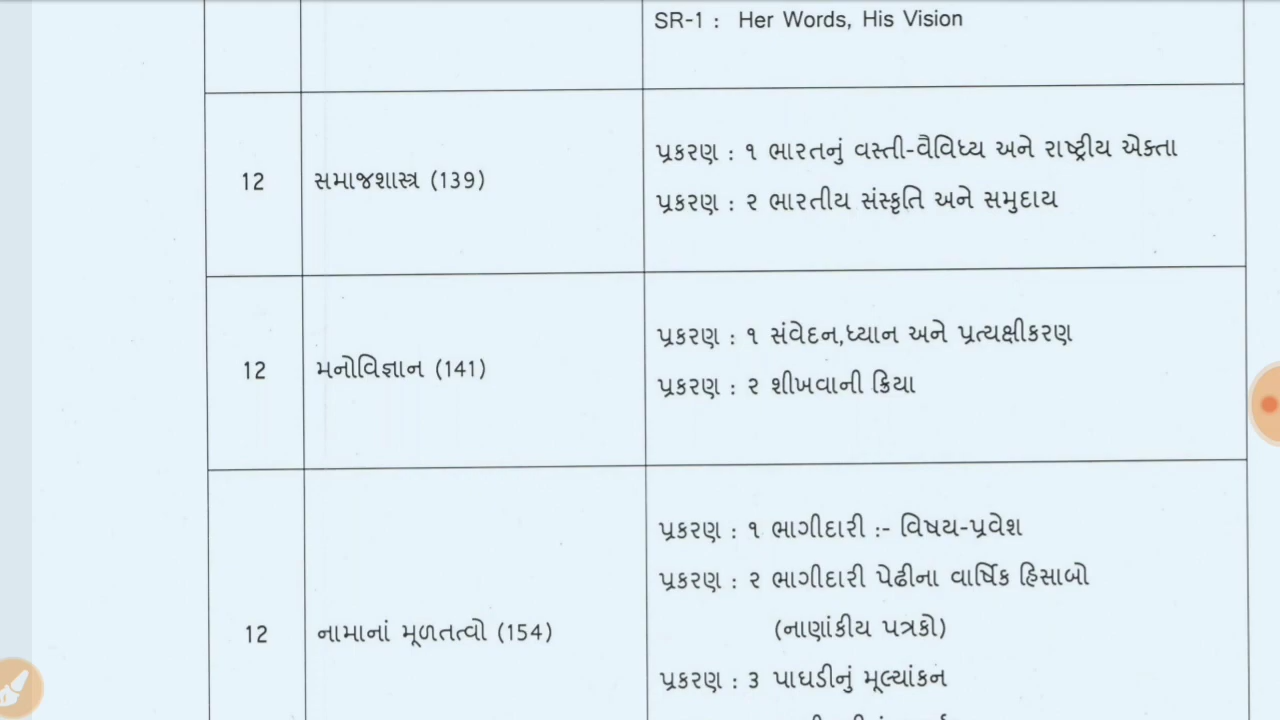 SR-1 : Her Words, His Vision
12
સમાજશાસ્ત્ર (139)
પ્રકરણ : ૧ ભારતનું વસ્તી-વૈવિધ્ય અને રાષ્ટ્રીય એક્તા
પ્રકરણ : ૨ ભારતીય સંસ્કૃતિ અને સમુદાય
12
મનોવિજ્ઞાન (141)
પ્રકરણ : ૧ સંવેદન,ધ્યાન અને પ્રત્યક્ષીકરણ
પ્રકરણ : ૨ શીખવાની ક્રિયા
12
નામાનાં મૂળતત્વો (154)
પ્રકરણ : ૧ ભાગીદારી :- વિષય-પ્રવેશ
પ્રકરણ : ૨ ભાગીદારી પેઢીના વાર્ષિક હિસાબો
(નાણાંકીય પત્રકો)
પ્રકરણ : ૩ પાઘડીનું મૂલ્યાંકન